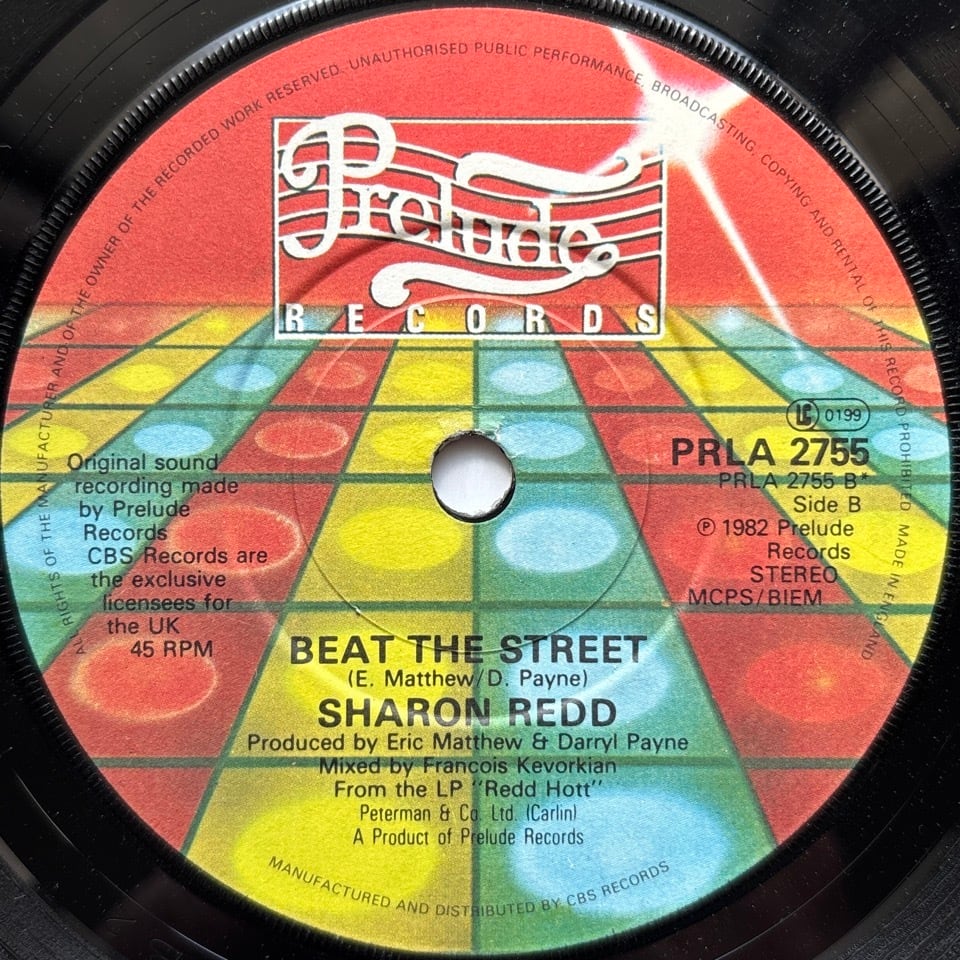 ALL RIGHTS OF THE MANUFACTURER AND OF THE OWNER OF THE RECORDED WORK RESERVED. UNAUTHORISED PUBLIC PERFORMANCE, BROADCASTING, COPYING AND RENTAL OF THIS RECORD PROHIBITED. MADE IN ENGLAND
Prelude
RECORDS
LC 0199
PRLA 2755
PRLA 2755 B*
Side B
℗ 1982 Prelude
Records
STEREO
MCPS/BIEM
Original sound
recording made
by Prelude
Records
CBS Records are
the exclusive
licensees for
the UK
45 RPM
BEAT THE STREET
(E. Matthew/D. Payne)
SHARON REDD
Produced by Eric Matthew & Darryl Payne
Mixed by Francois Kevorkian
From the LP "Redd Hott"
Peterman & Co. Ltd. (Carlin)
A Product of Prelude Records
MANUFACTURED AND DISTRIBUTED BY CBS RECORDS